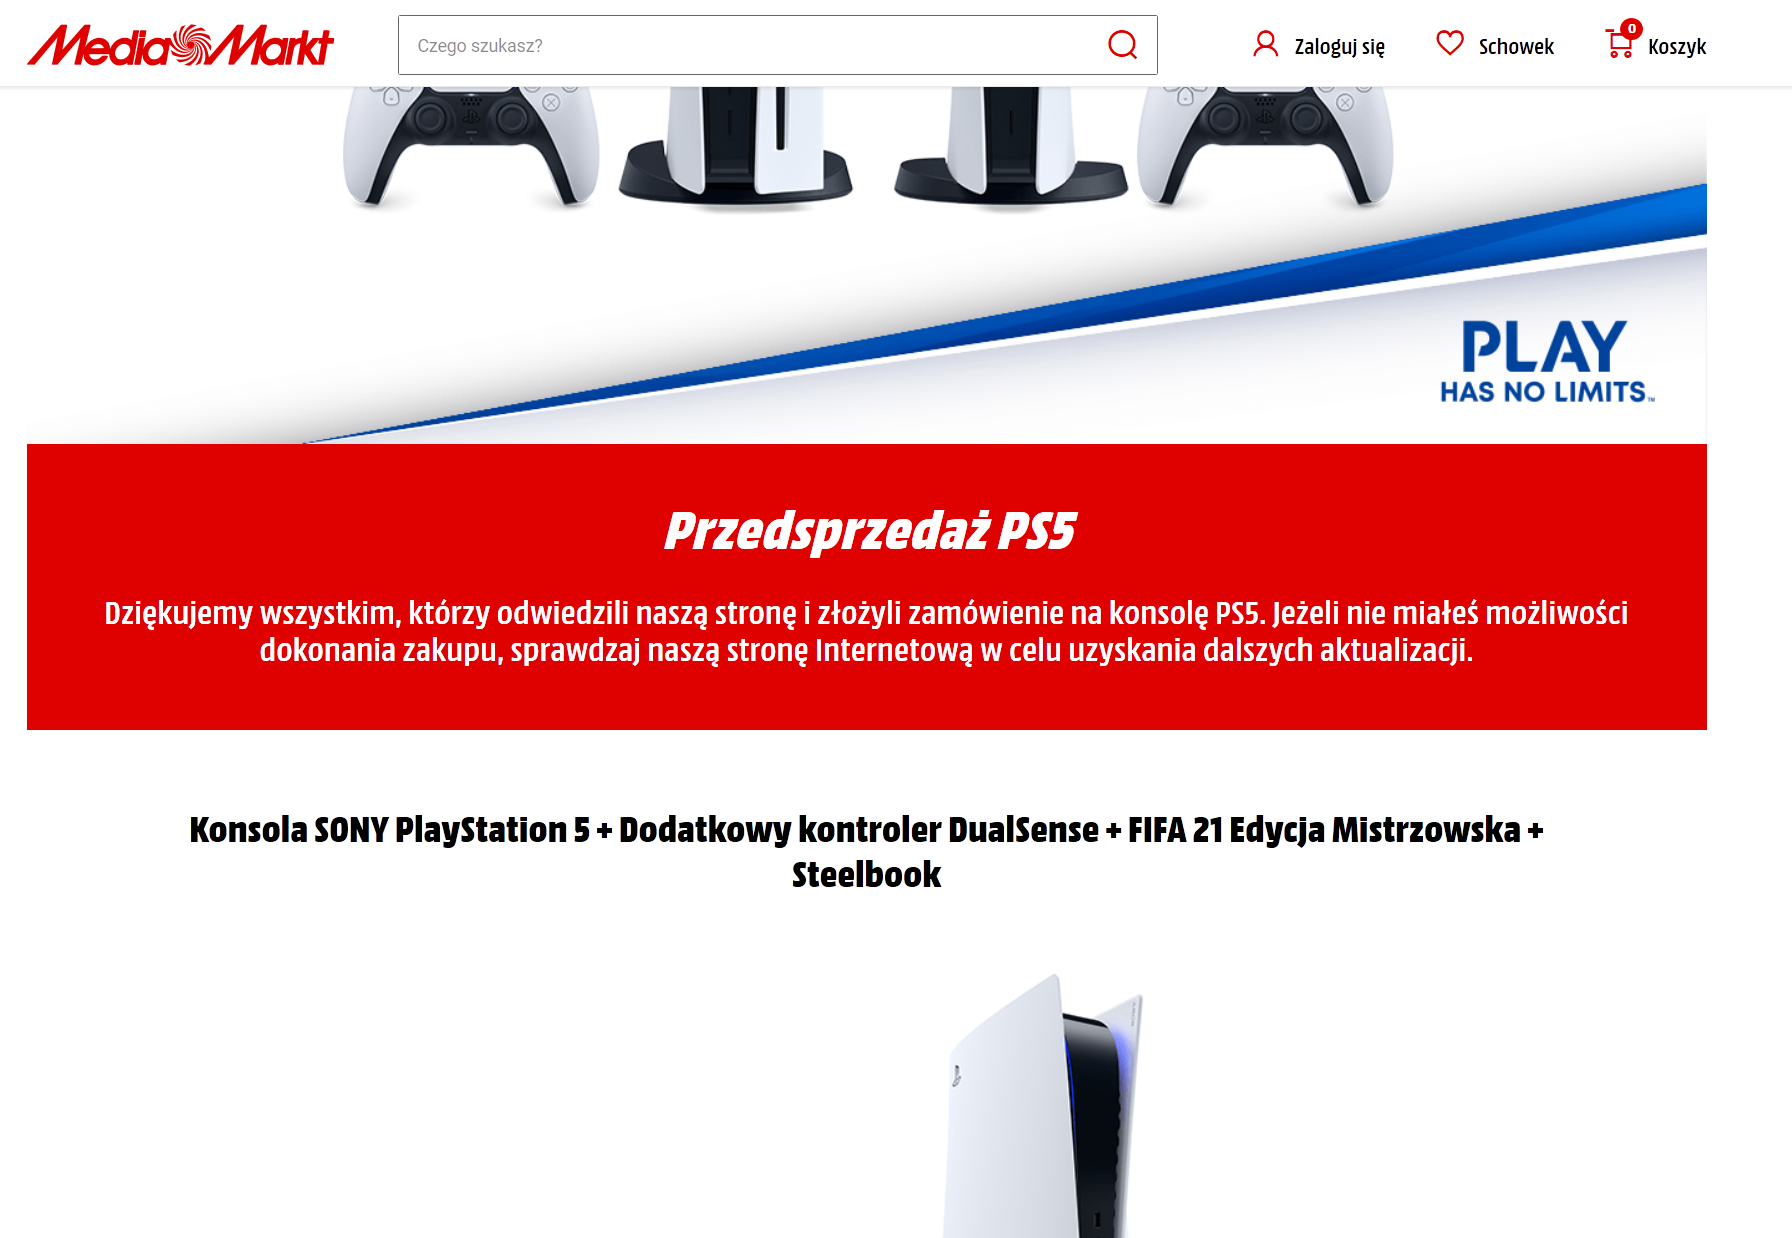 MediaMarkt
Czego szukasz?
Zaloguj się
Schowek
0
Koszyk
PLAY
HAS NO LIMITS™
Przedsprzedaż PS5
Dziękujemy wszystkim, którzy odwiedzili naszą stronę i złożyli zamówienie na konsolę PS5. Jeżeli nie miałeś możliwości
dokonania zakupu, sprawdzaj naszą stronę Internetową w celu uzyskania dalszych aktualizacji.
Konsola SONY PlayStation 5 + Dodatkowy kontroler DualSense + FIFA 21 Edycja Mistrzowska +
Steelbook